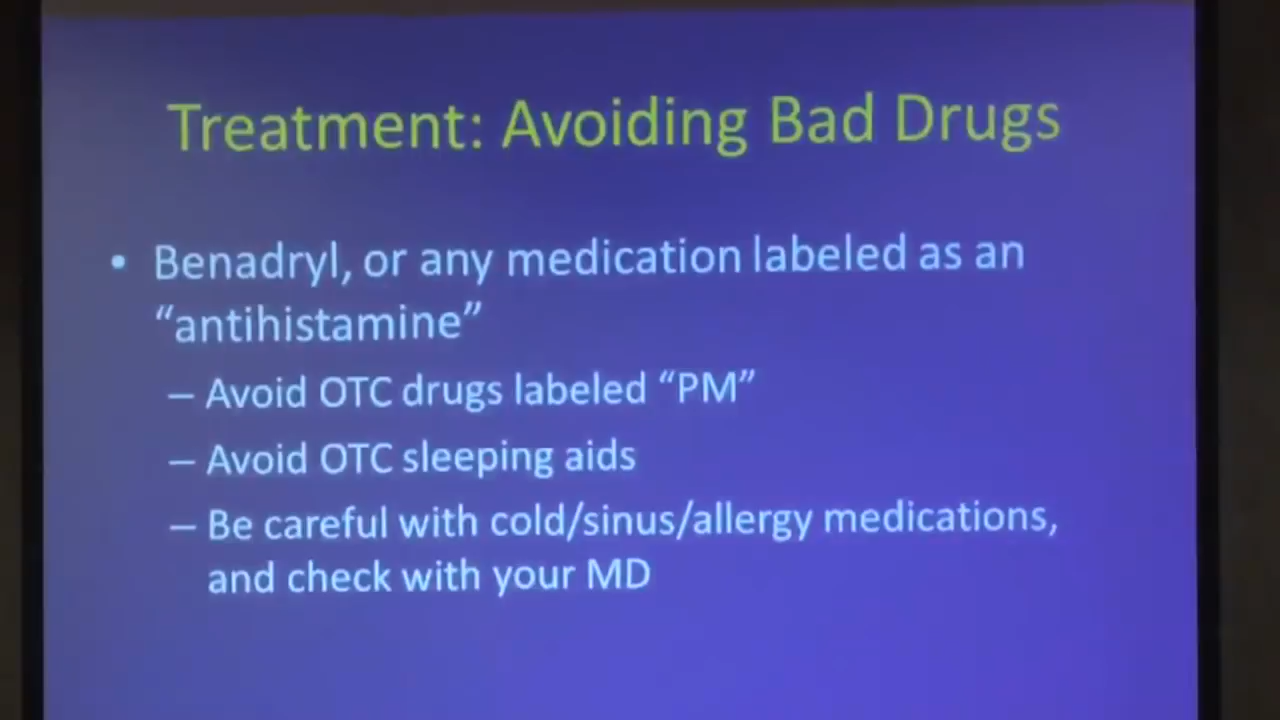 Treatment: Avoiding Bad Drugs
• Benadryl, or any medication labeled as an
“antihistamine”
– Avoid OTC drugs labeled “PM”
– Avoid OTC sleeping aids
– Be careful with cold/sinus/allergy medications,
and check with your MD